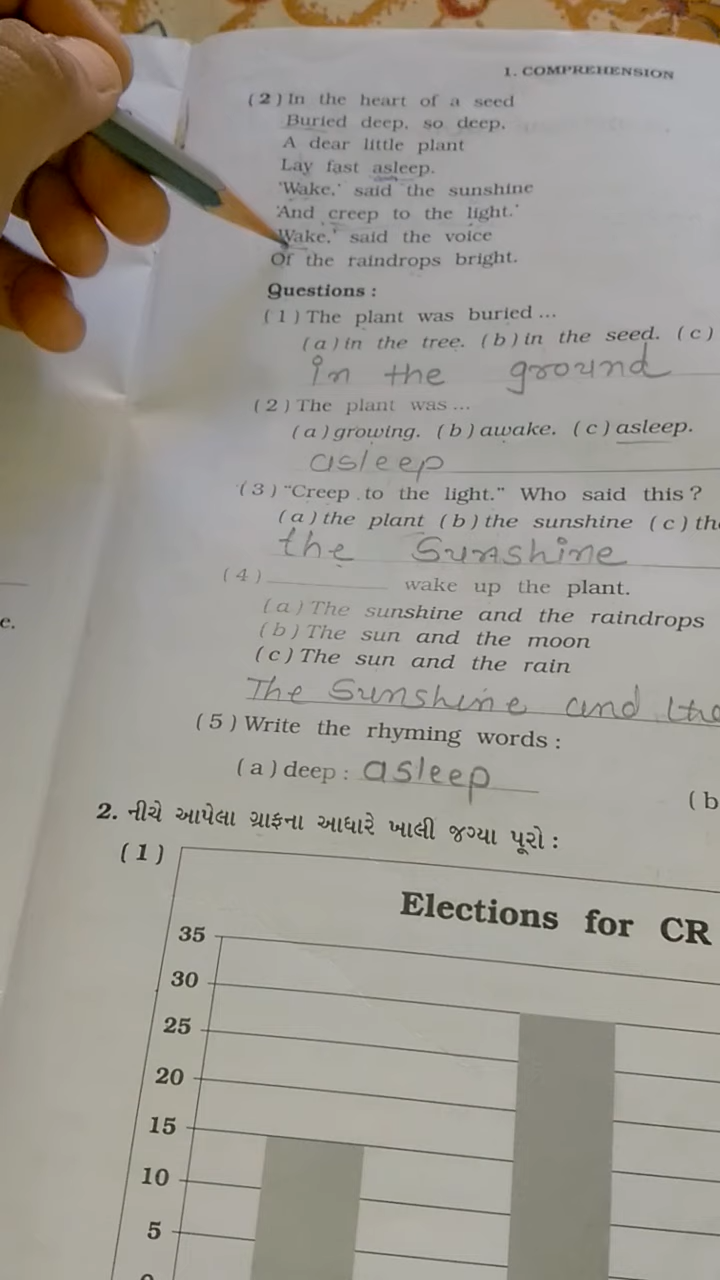 1. COMPREHENSION
(2) In the heart of a seed
Buried deep, so deep,
A dear little plant
Lay fast asleep.
'Wake,' said the sunshine
'And creep to the light.'
'Wake,' said the voice
Of the raindrops bright.
Questions :
(1) The plant was buried ...
(a) in the tree. (b) in the seed. (c)
in the ground
(2) The plant was ...
(a) growing. (b) awake. (c) asleep.
asleep
(3) "Creep to the light." Who said this ?
(a) the plant (b) the sunshine (c) the
the Sunshine
(4) ____________ wake up the plant.
(a) The sunshine and the raindrops
e.
(b) The sun and the moon
(c) The sun and the rain
The Sunshine and the
(5) Write the rhyming words :
(a) deep : asleep
(b
2. નીચે આપેલા ગ્રાફના આધારે ખાલી જગ્યા પૂરો :
(1)
Elections for CR
35
30
25
20
15
10
5
0